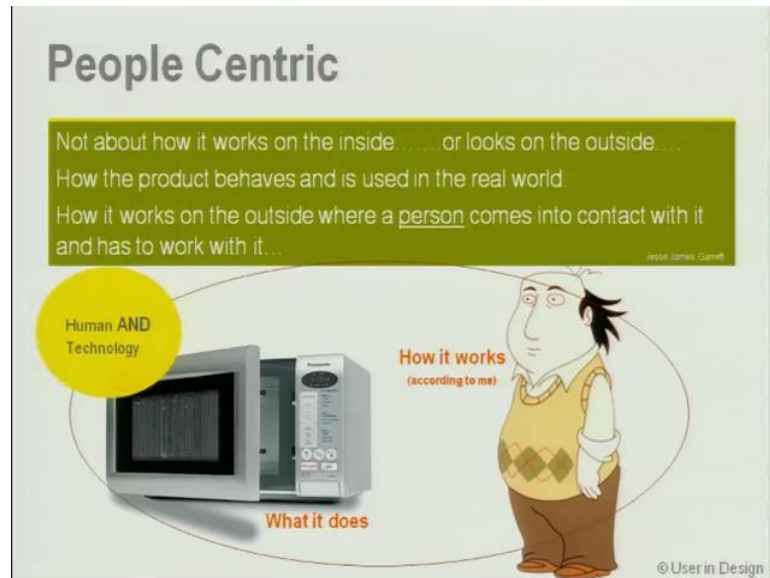 People Centric
Not about how it works on the inside.......or looks on the outside....
How the product behaves and is used in the real world.
How it works on the outside where a person comes into contact with it
and has to work with it...
Jesse James Garrett
Human AND
Technology
Panasonic
How it works
(according to me)
What it does
© User in Design